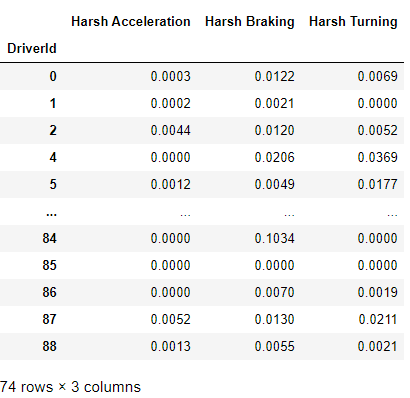 Harsh Acceleration Harsh Braking Harsh Turning
DriverId
0 0.0003 0.0122 0.0069
1 0.0002 0.0021 0.0000
2 0.0044 0.0120 0.0052
4 0.0000 0.0206 0.0369
5 0.0012 0.0049 0.0177
... ... ... ...
84 0.0000 0.1034 0.0000
85 0.0000 0.0000 0.0000
86 0.0000 0.0070 0.0019
87 0.0052 0.0130 0.0211
88 0.0013 0.0055 0.0021
74 rows × 3 columns